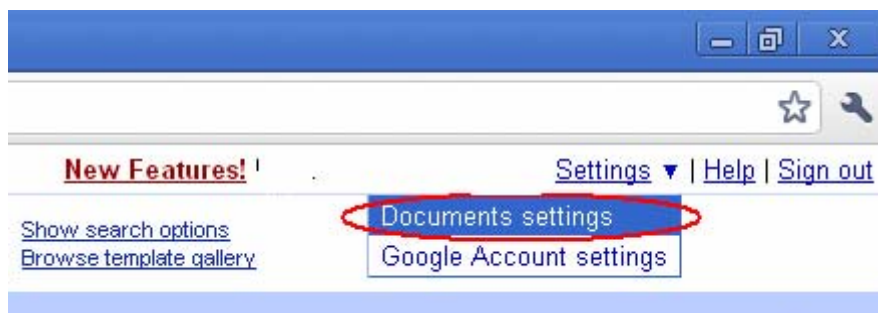 New Features! Settings ▼ | Help | Sign out
Show search options Documents settings
Browse template gallery Google Account settings